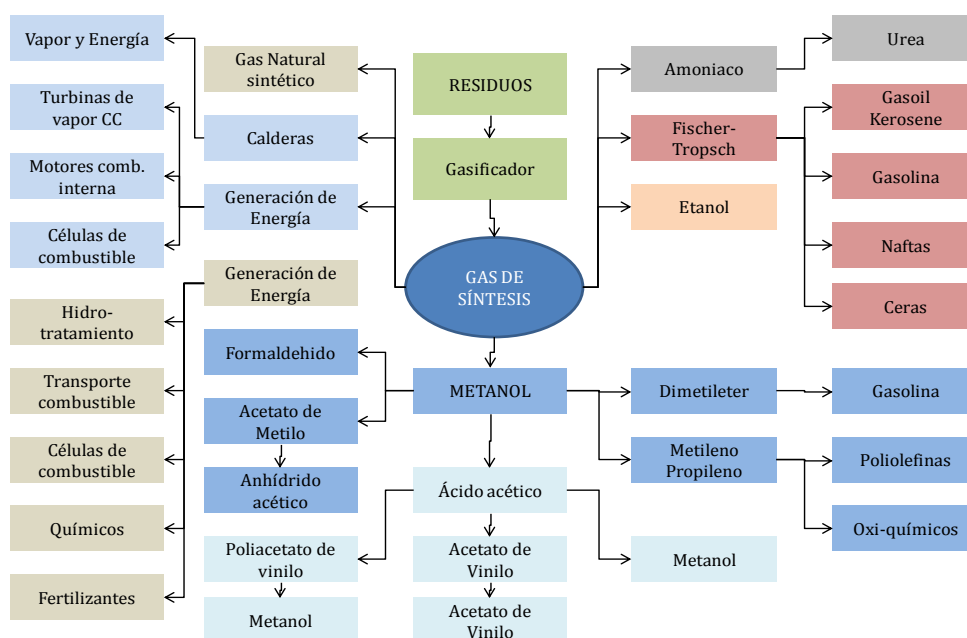 Vapor y Energía
Turbinas de
vapor CC
Motores comb.
interna
Células de
combustible
Gas Natural
sintético
Calderas
Generación de
Energía
Generación de
Energía
Hidro-
tratamiento
Transporte
combustible
Células de
combustible
Químicos
Fertilizantes
RESIDUOS
Gasificador
GAS DE
SÍNTESIS
Amoniaco
Urea
Fischer-
Tropsch
Gasoil
Kerosene
Gasolina
Naftas
Ceras
Etanol
METANOL
Formaldehido
Acetato de
Metilo
Anhídrido
acético
Dimetileter
Gasolina
Metileno
Propileno
Poliolefinas
Oxi-químicos
Ácido acético
Poliacetato de
vinilo
Metanol
Acetato de
Vinilo
Acetato de
Vinilo
Metanol